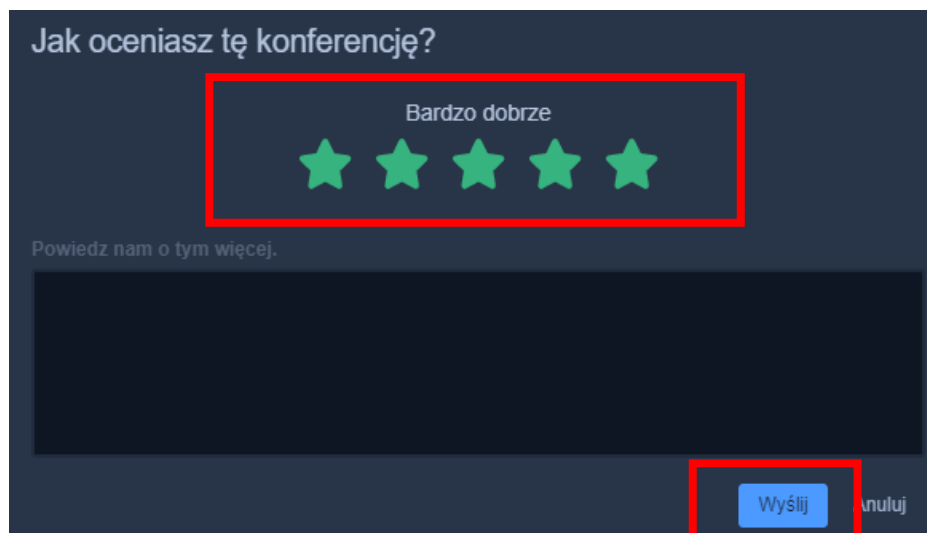 Jak oceniasz tę konferencję?
Bardzo dobrze
Powiedz nam o tym więcej.
Wyślij Anuluj